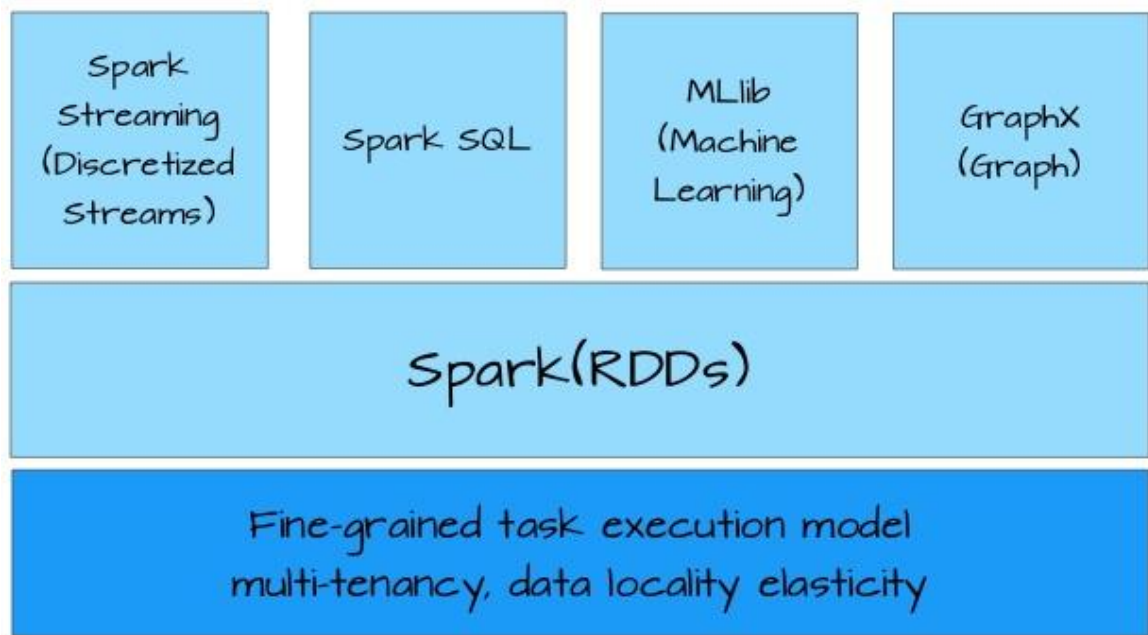 Spark
Streaming
(Discretized
Streams)
Spark SQL
MLlib
(Machine
Learning)
GraphX
(Graph)
Spark(RDDs)
Fine-grained task execution model
multi-tenancy, data locality elasticity